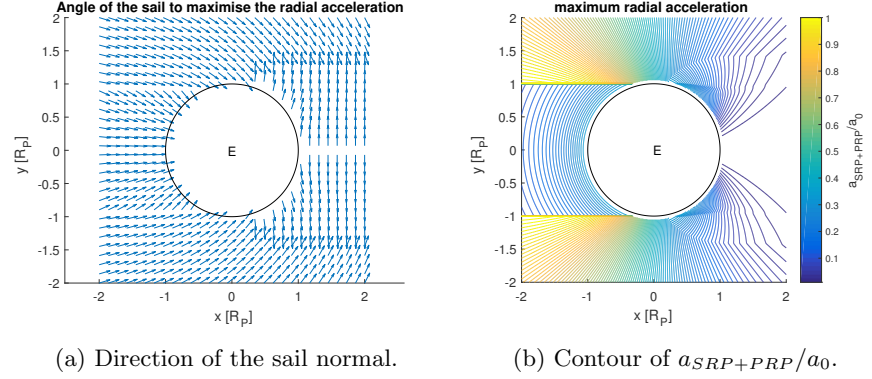 Angle of the sail to maximise the radial acceleration
2
1.5
1
0.5
0
-0.5
-1
-1.5
-2
y [R_P]
E
-2 -1 0 1 2
x [R_P]
(a) Direction of the sail normal.
maximum radial acceleration
2
1.5
1
0.5
0
-0.5
-1
-1.5
-2
y [R_P]
E
-2 -1 0 1 2
x [R_P]
1
0.9
0.8
0.7
0.6
0.5
0.4
0.3
0.2
0.1
a_SRP+PRP/a_0
(b) Contour of a_{SRP+PRP}/a_0.